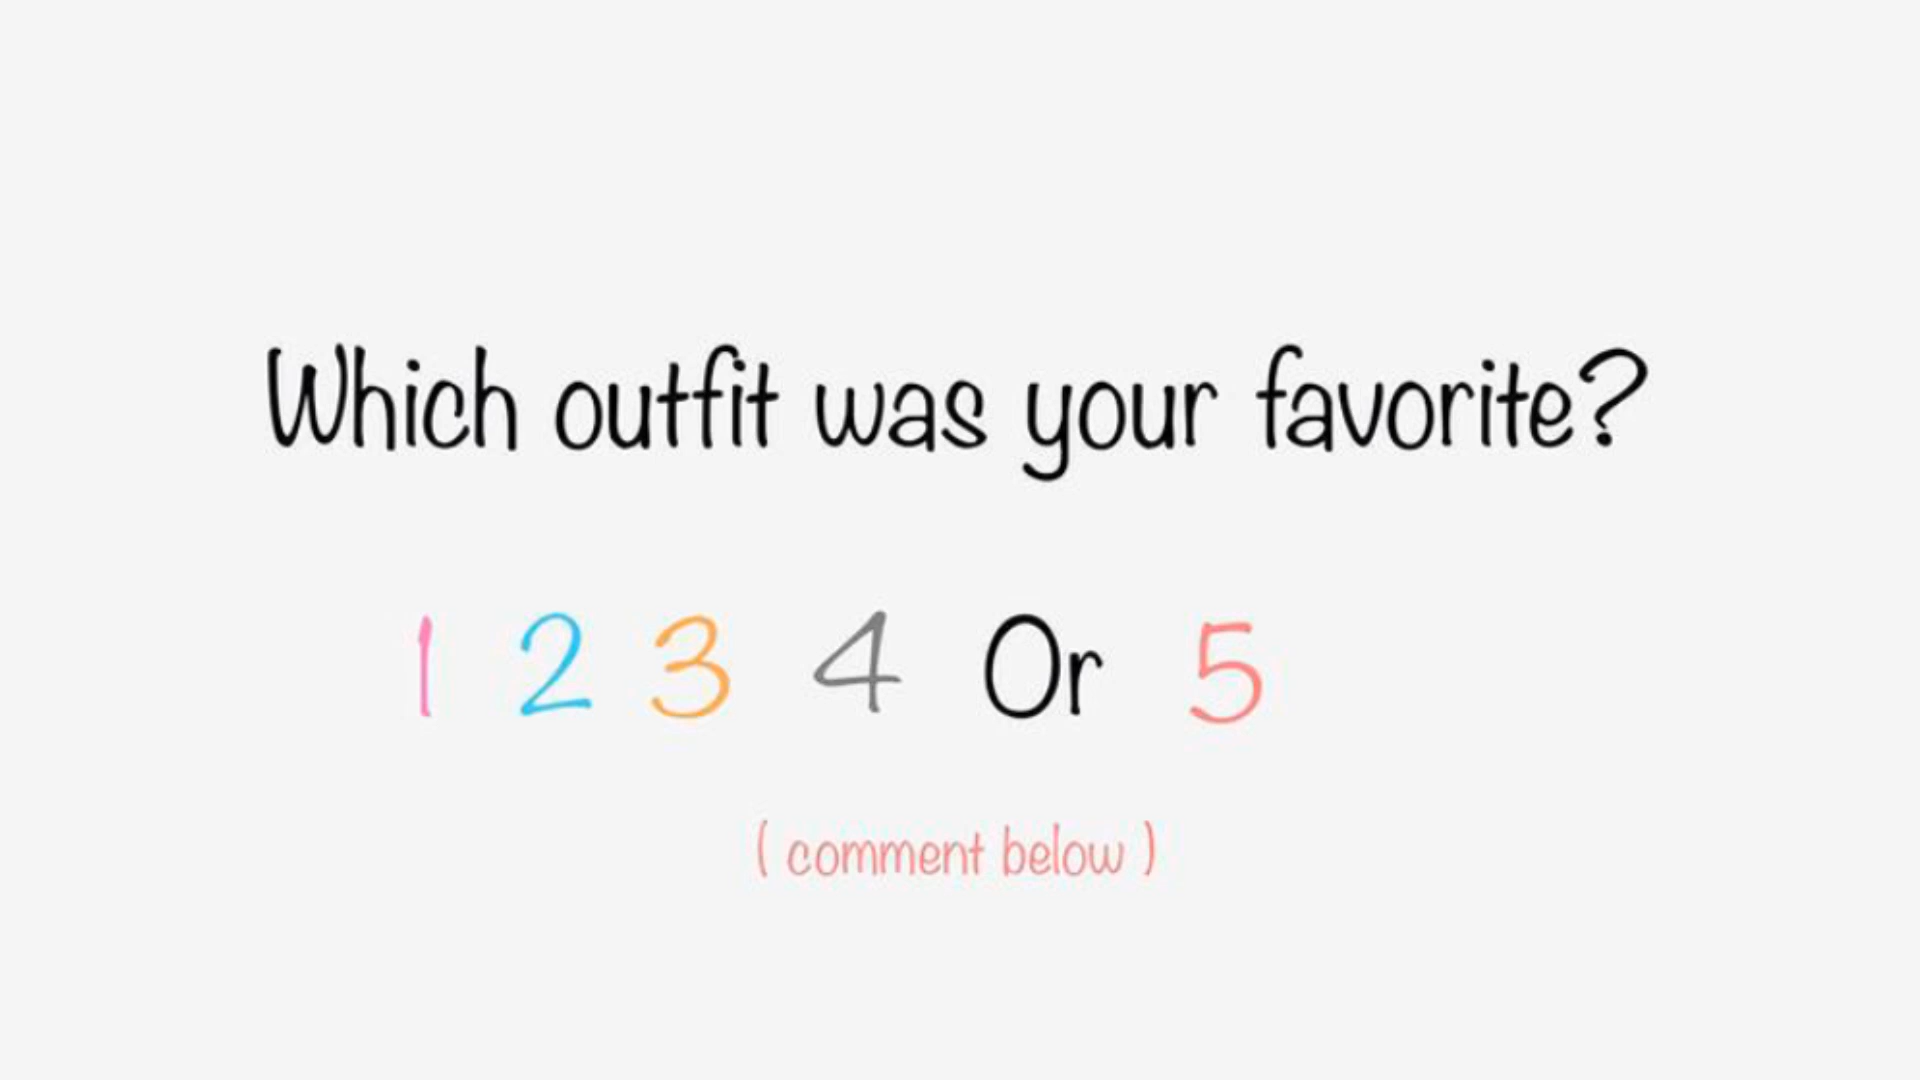 Which outfit was your favorite?
1 2 3 4 Or 5
( comment below )